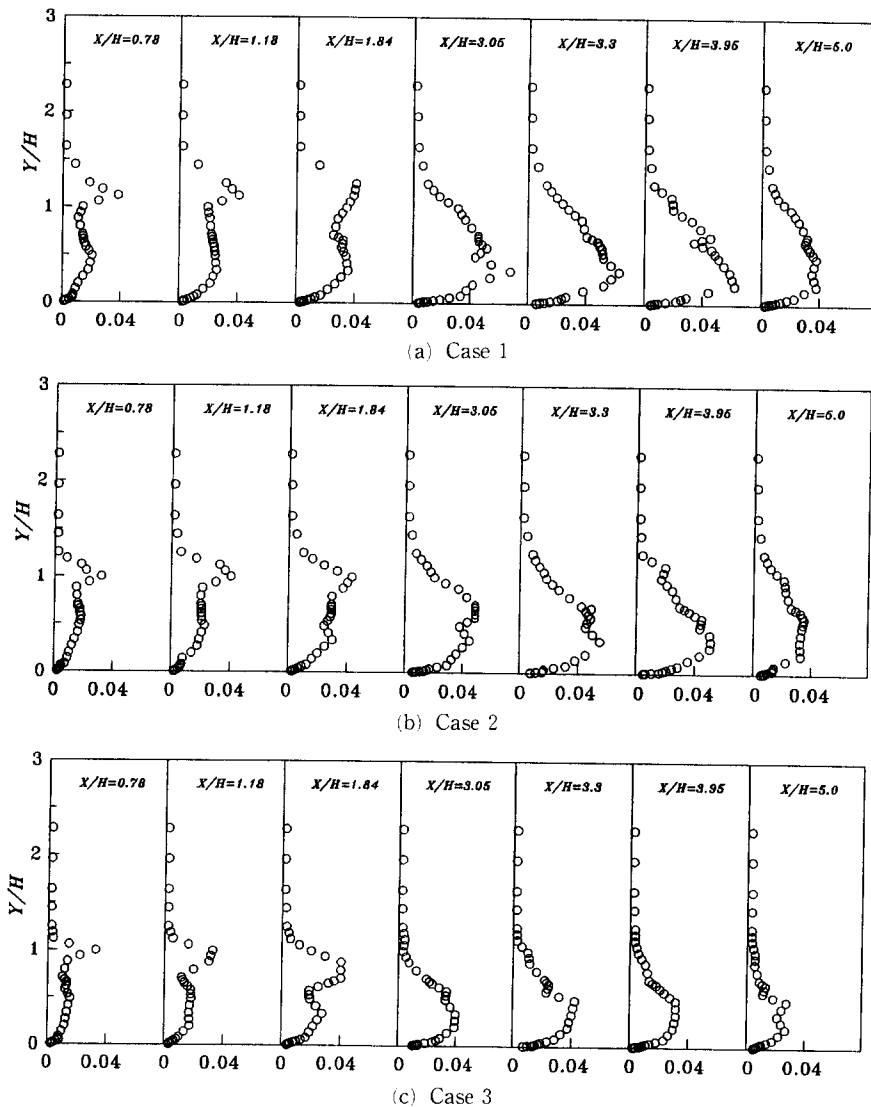 3
X/H=0.78 X/H=1.18 X/H=1.84 X/H=3.05 X/H=3.3 X/H=3.95 X/H=5.0
2
Y/H
1
0
0 0.04 0 0.04 0 0.04 0 0.04 0 0.04 0 0.04 0 0.04
(a) Case 1
3
X/H=0.78 X/H=1.18 X/H=1.84 X/H=3.05 X/H=3.3 X/H=3.95 X/H=5.0
2
Y/H
1
0
0 0.04 0 0.04 0 0.04 0 0.04 0 0.04 0 0.04 0 0.04
(b) Case 2
3
X/H=0.78 X/H=1.18 X/H=1.84 X/H=3.05 X/H=3.3 X/H=3.95 X/H=5.0
2
Y/H
1
0
0 0.04 0 0.04 0 0.04 0 0.04 0 0.04 0 0.04 0 0.04
(c) Case 3